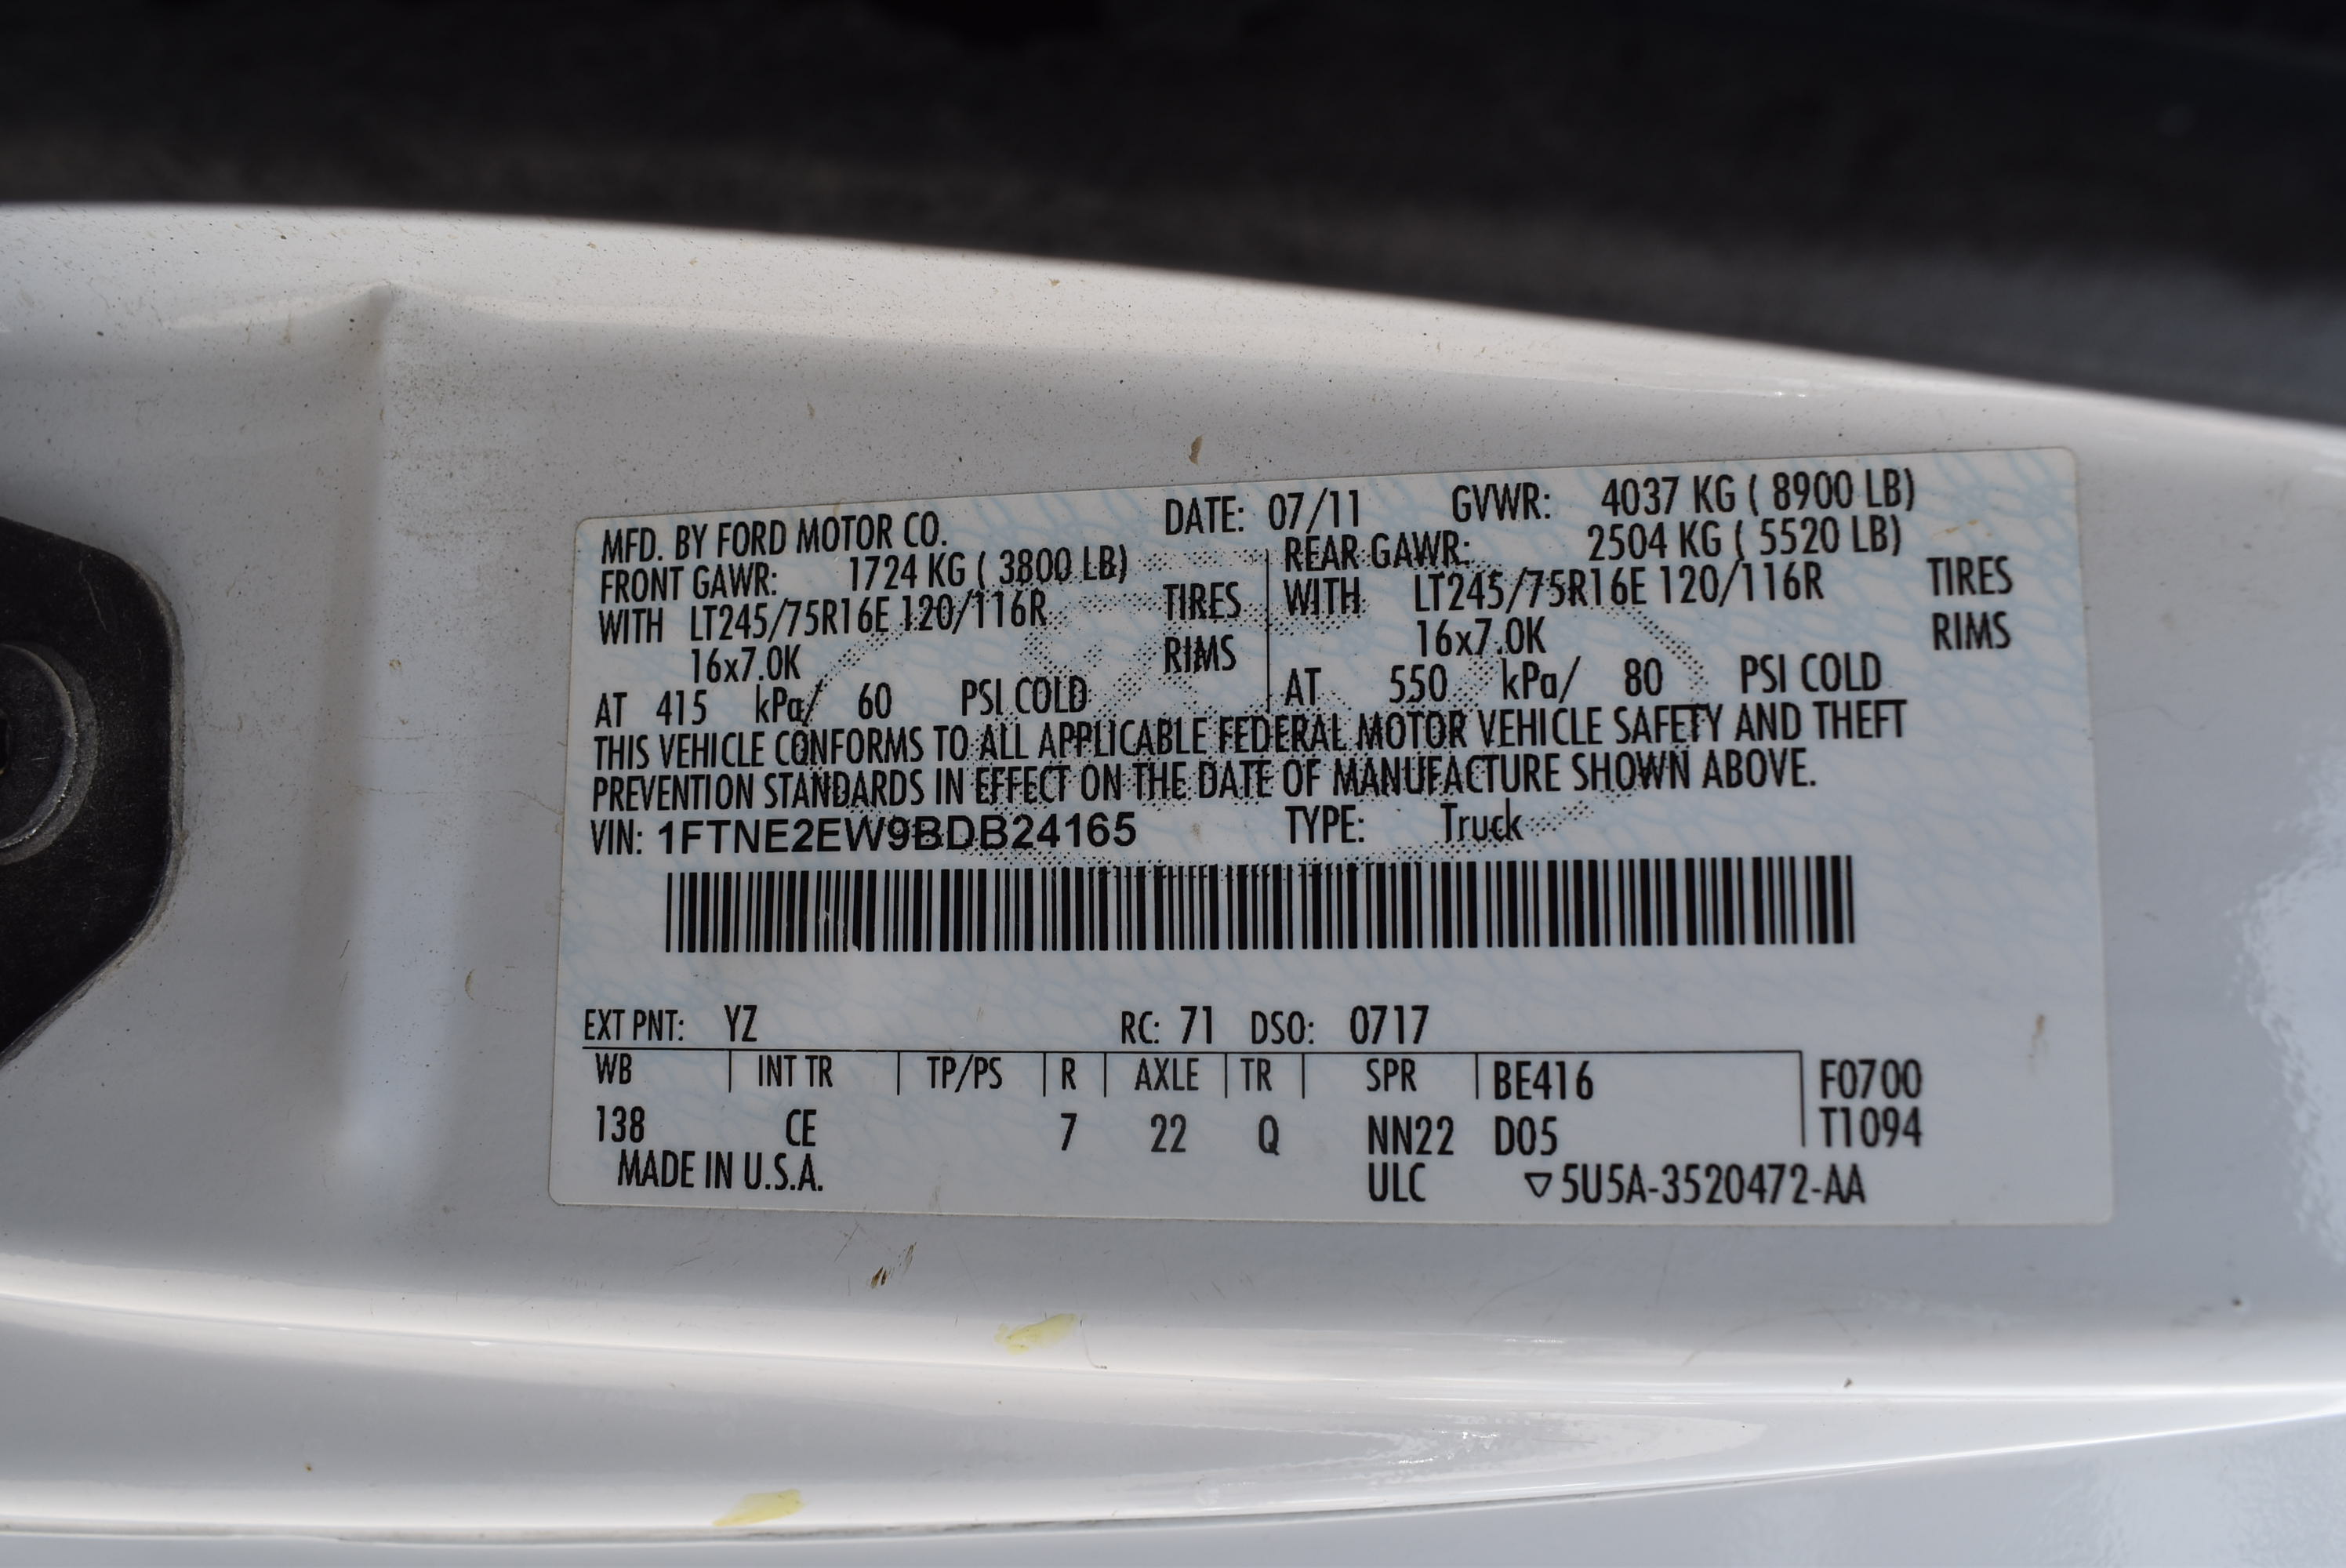 MFD. BY FORD MOTOR CO. DATE: 07/11 GVWR: 4037 KG ( 8900 LB)
FRONT GAWR: 1724 KG ( 3800 LB) REAR GAWR: 2504 KG ( 5520 LB)
WITH LT245/75R16E 120/116R TIRES WITH LT245/75R16E 120/116R TIRES
16x7.0K RIMS 16x7.0K RIMS
AT 415 kPa/ 60 PSI COLD AT 550 kPa/ 80 PSI COLD
THIS VEHICLE CONFORMS TO ALL APPLICABLE FEDERAL MOTOR VEHICLE SAFETY AND THEFT
PREVENTION STANDARDS IN EFFECT ON THE DATE OF MANUFACTURE SHOWN ABOVE.
VIN: 1FTNE2EW9BDB24165 TYPE: Truck
EXT PNT: YZ RC: 71 DSO: 0717
WB INT TR TP/PS R AXLE TR SPR BE416 F0700
138 CE 7 22 Q NN22 D05 T1094
MADE IN U.S.A. ULC ▽5U5A-3520472-AA